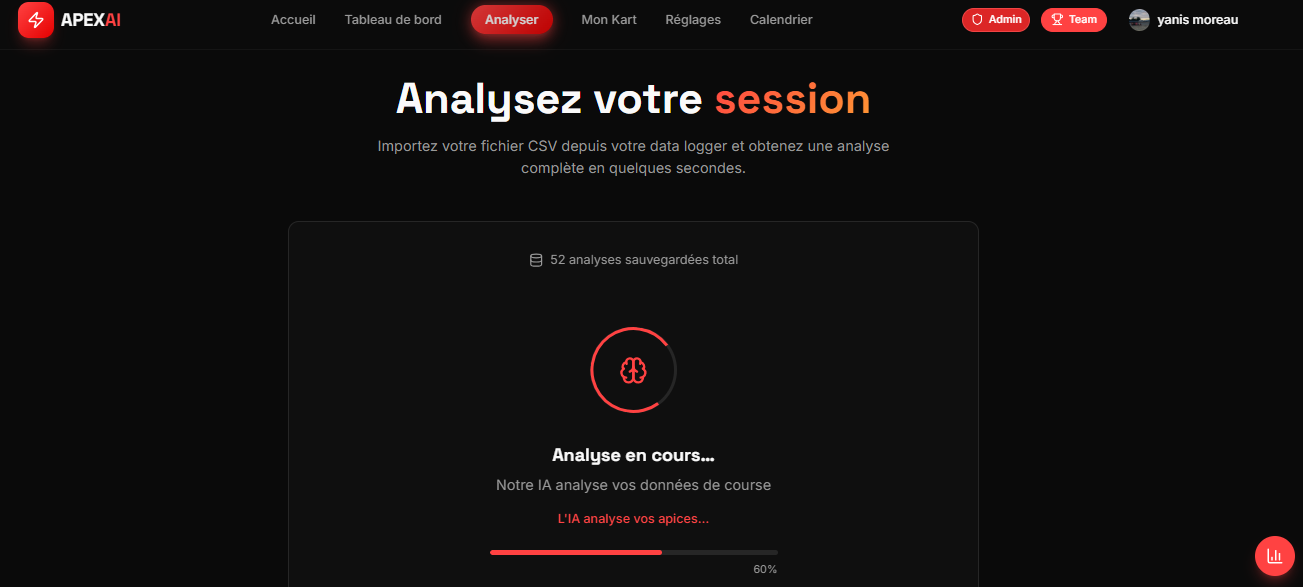 APEXAI
Accueil
Tableau de bord
Analyser
Mon Kart
Réglages
Calendrier
Admin
Team
yanis moreau
Analysez votre session
Importez votre fichier CSV depuis votre data logger et obtenez une analyse
complète en quelques secondes.
52 analyses sauvegardées total
Analyse en cours...
Notre IA analyse vos données de course
L'IA analyse vos apices...
60%